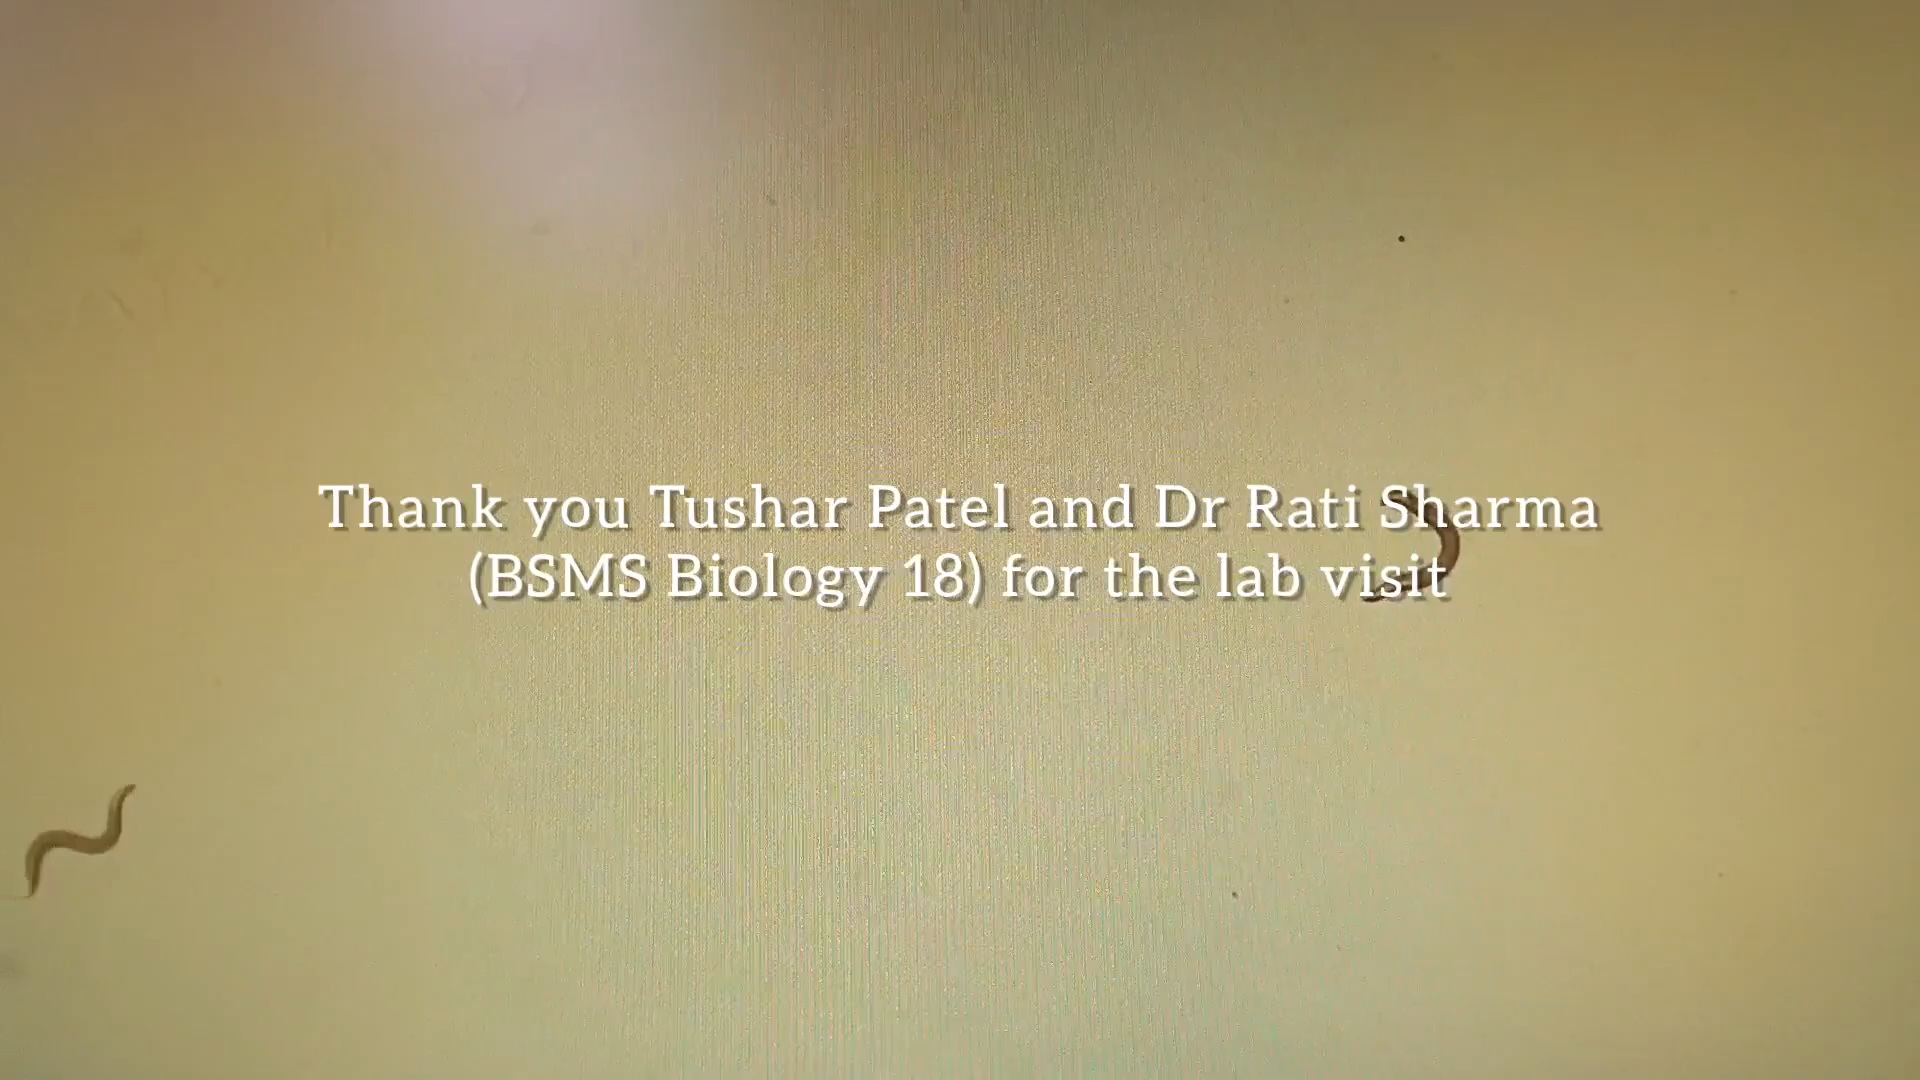 Thank you Tushar Patel and Dr Rati Sharma
(BSMS Biology 18) for the lab visit